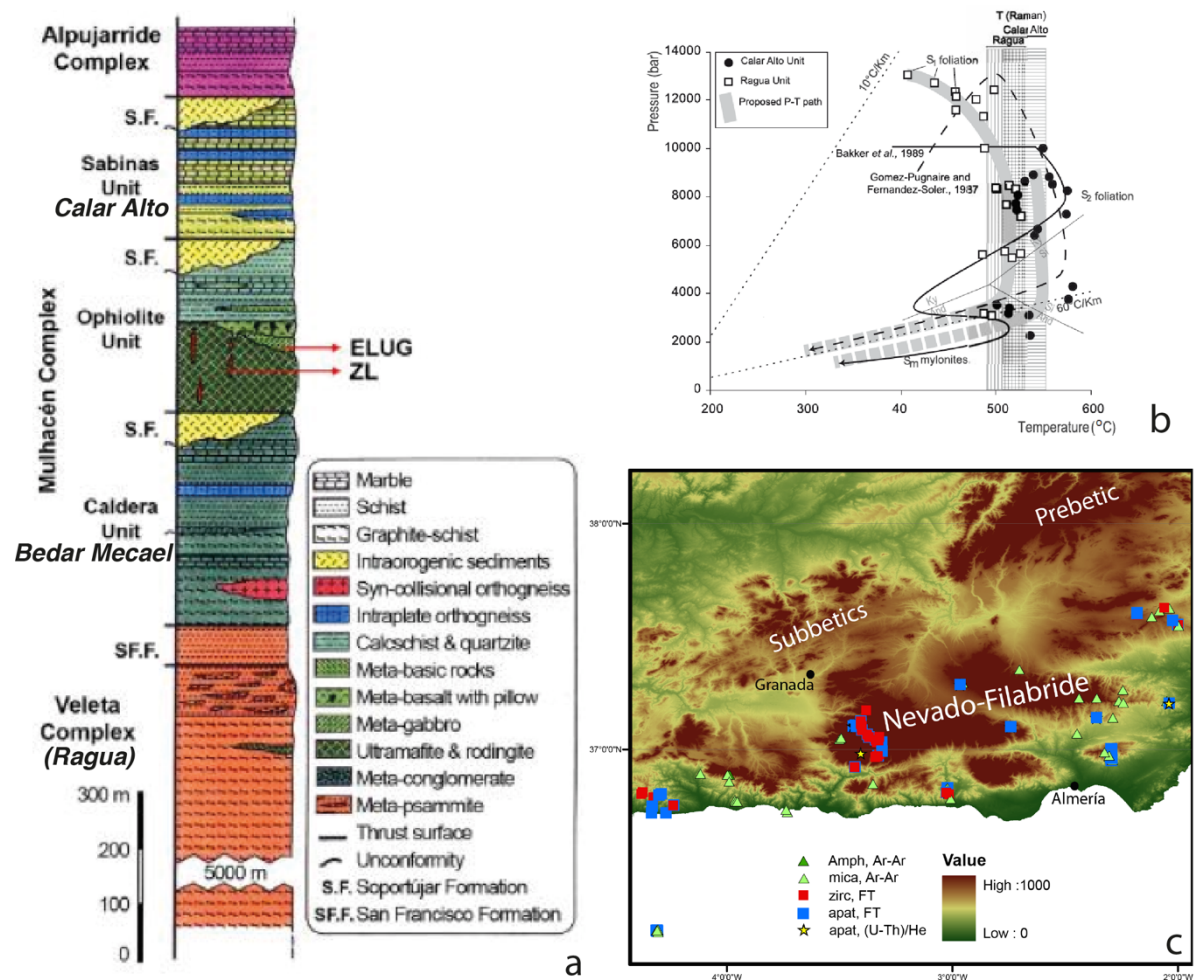 Alpujarride
Complex
S.F.
Sabinas
Unit
Calar Alto
S.F.
Mulhacén Complex
Ophiolite
Unit
ELUG
ZL
S.F.
Caldera
Unit
Bedar Mecael
SF.F.
Veleta
Complex
(Ragua)
300 m
200
100
0
5000 m
Marble
Schist
Graphite-schist
Intraorogenic sediments
Syn-collisional orthogneiss
Intraplate orthogneiss
Calcschist & quartzite
Meta-basic rocks
Meta-basalt with pillow
Meta-gabbro
Ultramafite & rodingite
Meta-conglomerate
Meta-psammite
Thrust surface
Unconformity
S.F. Soportújar Formation
SF.F. San Francisco Formation
a
T (Raman)
Calar Alto
Ragua
Pressure (bar)
14000
12000
10000
8000
6000
4000
2000
0
Calar Alto Unit
Ragua Unit
Proposed P-T path
10°C/Km
S1 foliation
Bakker et al., 1989
Gomez-Pugnaire and
Fernandez-Soler., 1987
S2 foliation
Ky
And
60°C/Km
Sm mylonites
200
300
40
500
600
Temperature (°C)
b
38°0'0"N
37°0'0"N
Prebetic
Subbetics
Granada
Nevado-Filabride
Almería
Amph, Ar-Ar
mica, Ar-Ar
zirc, FT
apat, FT
apat, (U-Th)/He
Value
High :1000
Low : 0
c
4°0'0"W
3°0'0"W
2°0'0"W